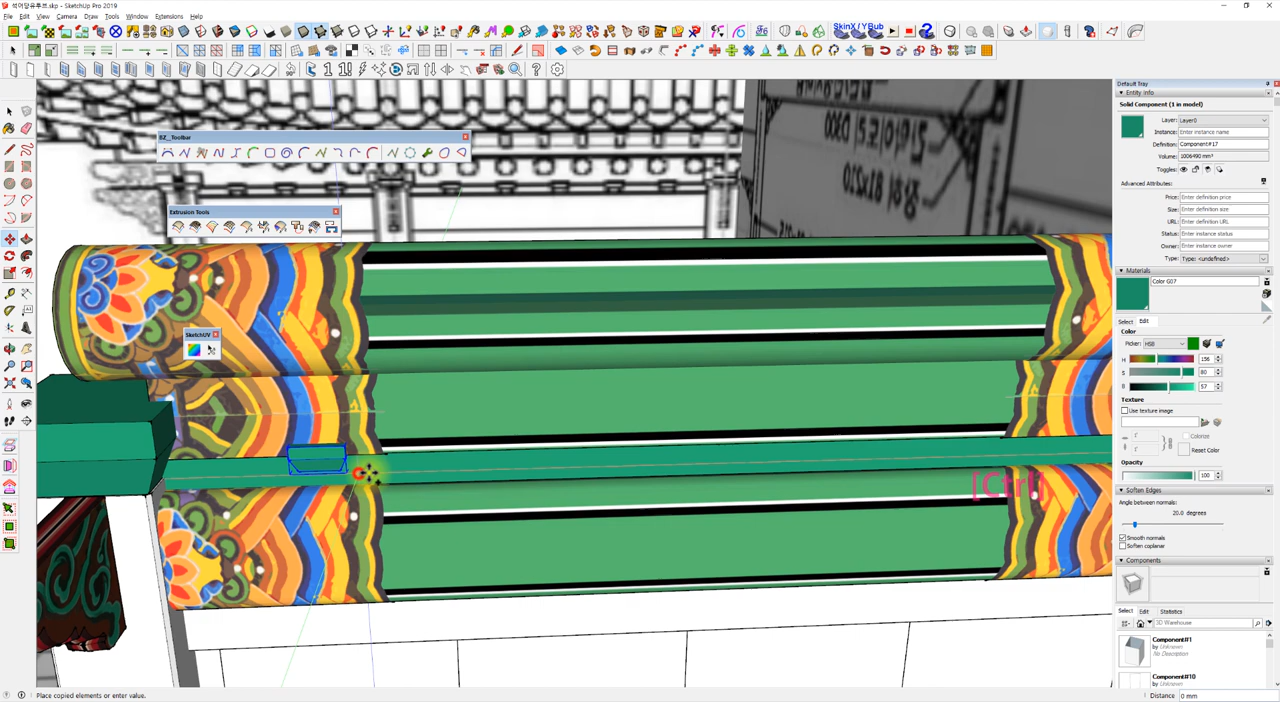 석어당유투브.skp - SketchUp Pro 2019
File Edit View Camera Draw Tools Window Extensions Help
SkinX/YBub
BZ__Toolbar
Extrusion Tools
SketchUV
[Ctrl]
Default Tray
Entity Info
Solid Component (1 in model)
Layer: Layer0
Instance: Enter instance name
Definition: Component#17
Volume: 1006490 mm³
Toggles:
Advanced Attributes:
Price: Enter definition price
Size: Enter definition size
URL: Enter definition URL
Status: Enter instance status
Owner: Enter instance owner
Type: Type: <undefined>
Materials
Color G07
Select Edit
Color
Picker: HSB
H 156
S 80
B 57
Texture
Use texture image
Colorize
Reset Color
Opacity
100
Soften Edges
Angle between normals:
20.0 degrees
Smooth normals
Soften coplanar
Components
Select Edit Statistics
3D Warehouse
Component#1
by Unknown
No Description
Component#10
by Unknown
Place copied elements or enter value.
Distance 0 mm